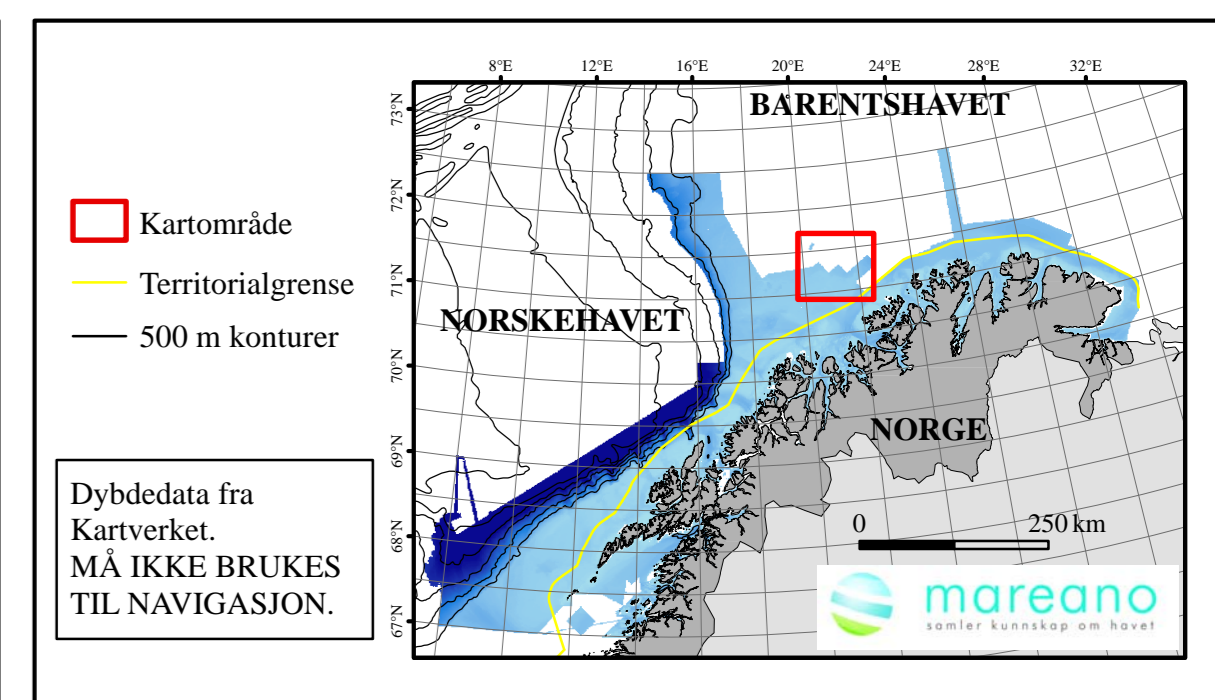 8°E 12°E 16°E 20°E 24°E 28°E 32°E
73°N
72°N
71°N
70°N
69°N
68°N
67°N
BARENTSHAVET
NORSKEHAVET
NORGE
0 250 km
mareano
samler kunnskap om havet
Kartområde
Territorialgrense
500 m konturer
Dybdedata fra
Kartverket.
MÅ IKKE BRUKES
TIL NAVIGASJON.